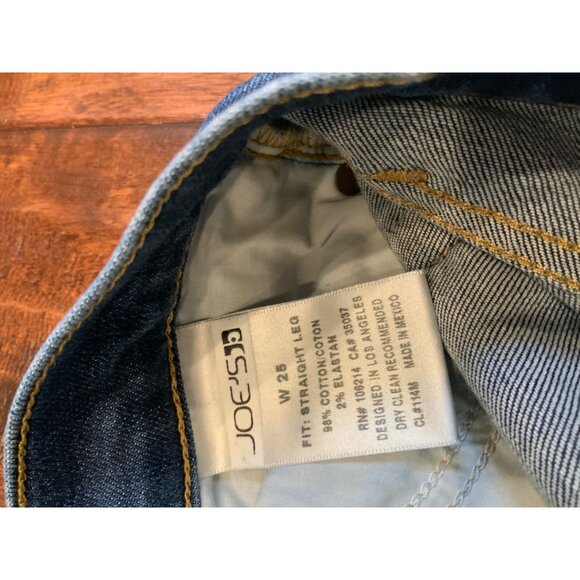 JOE'S
W 25
FIT: STRAIGHT LEG
98% COTTON/COTON
2% ELASTAN
RN# 106214 CA# 35037
DESIGNED IN LOS ANGELES
DRY CLEAN RECOMMENDED
MADE IN MEXICO
CL#114M